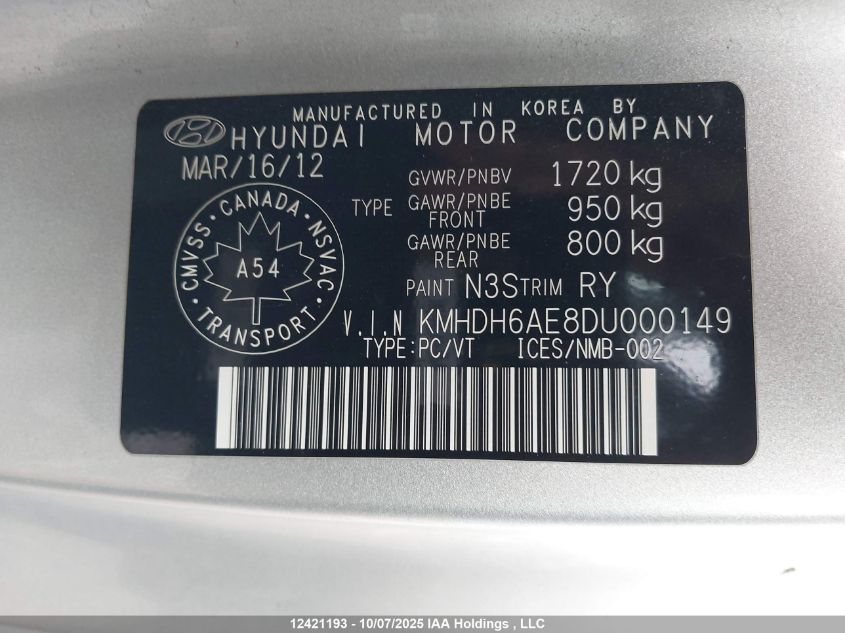 MANUFACTURED IN KOREA BY
HYUNDAI MOTOR COMPANY
MAR/16/12
GVWR/PNBV 1720 kg
TYPE GAWR/PNBE FRONT 950 kg
GAWR/PNBE REAR 800 kg
CMVSS · CANADA · NSVAC · TRANSPORT ·
A54
PAINT N3S TRIM RY
V.I.N KMHDH6AE8DU000149
TYPE:PC/VT ICES/NMB-002
12421193 - 10/07/2025 IAA Holdings , LLC